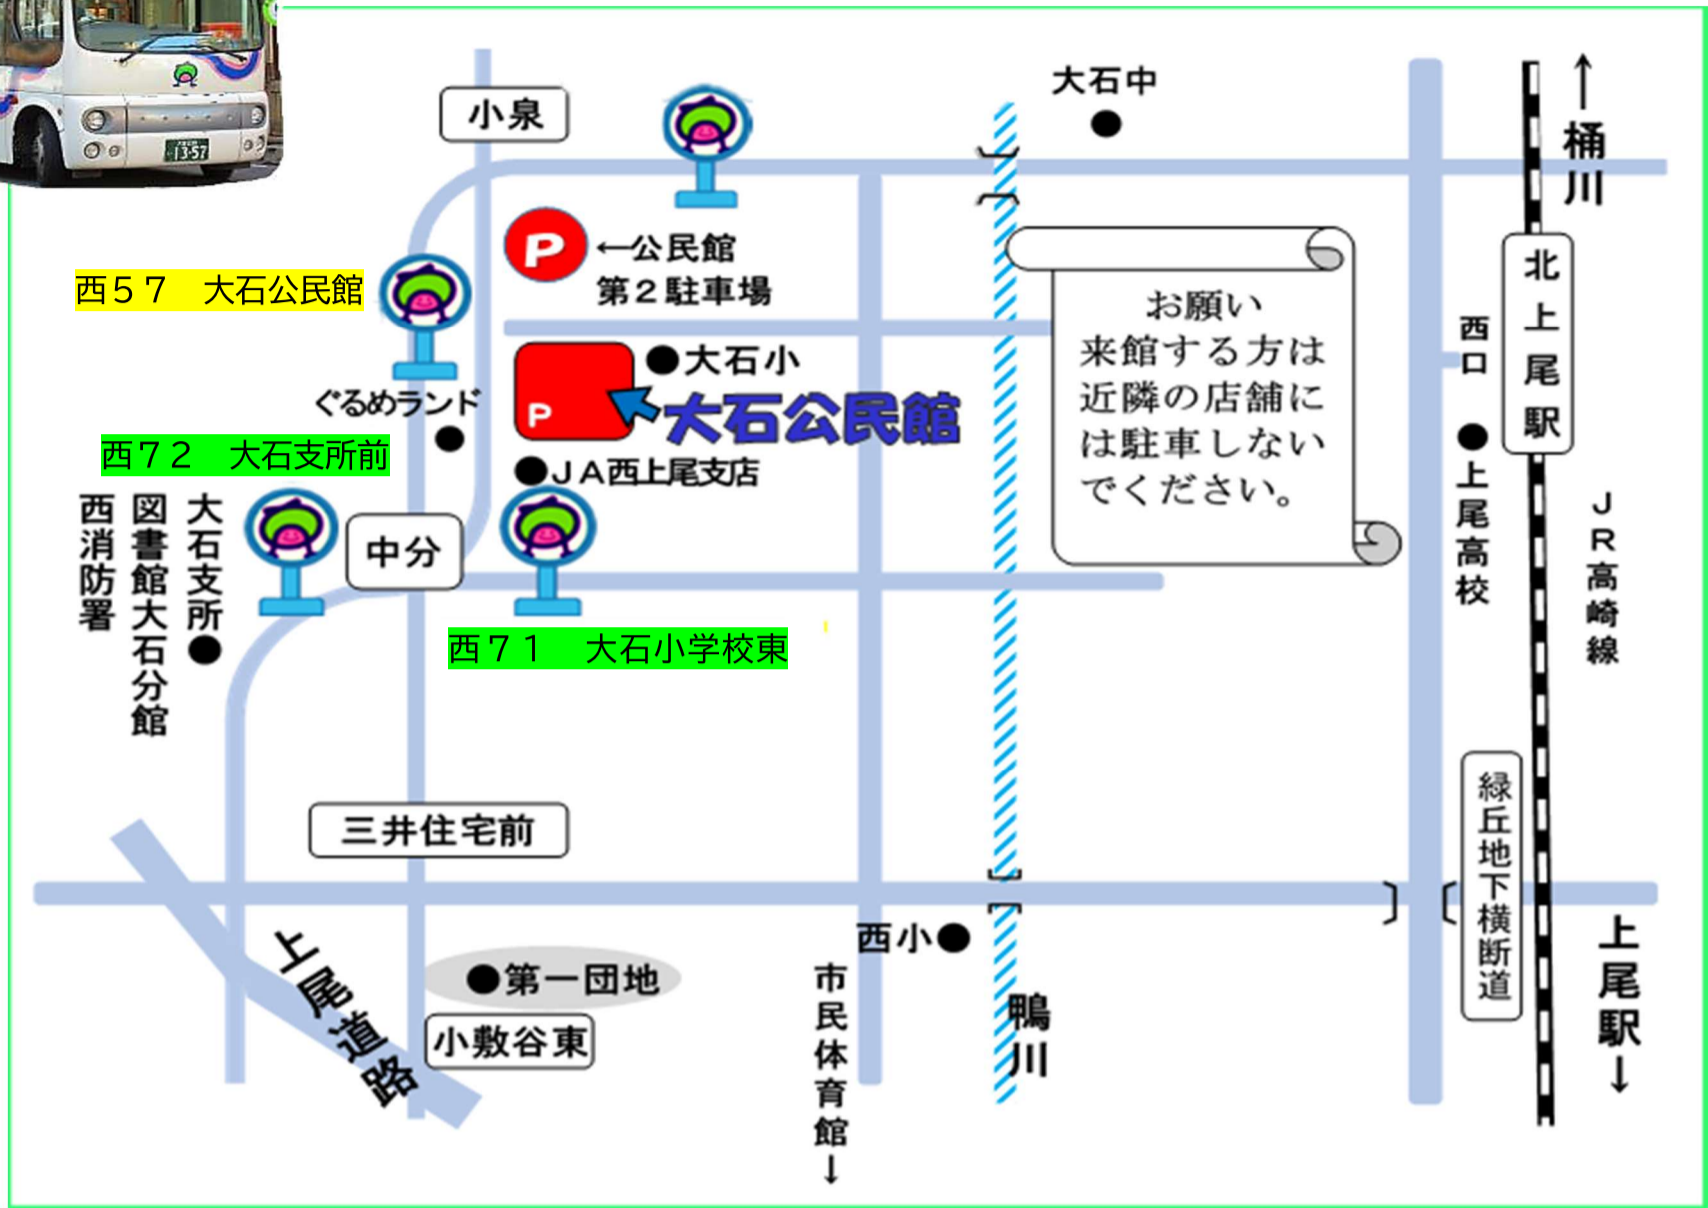 13-57
小泉
大石中
↑桶川
P
←公民館
第2駐車場
西57　大石公民館
お願い
来館する方は
近隣の店舗に
は駐車しない
でください。
北上尾駅
西口
●大石小
P
大石公民館
ぐるめランド
西72　大石支所前
●JA西上尾支店
●上尾高校
JR高崎線
大石支所●
図書館大石分館
西消防署
中分
西71　大石小学校東
三井住宅前
緑丘地下横断道
上尾道路
●第一団地
小敷谷東
西小●
市民体育館↓
鴨川
上尾駅↓